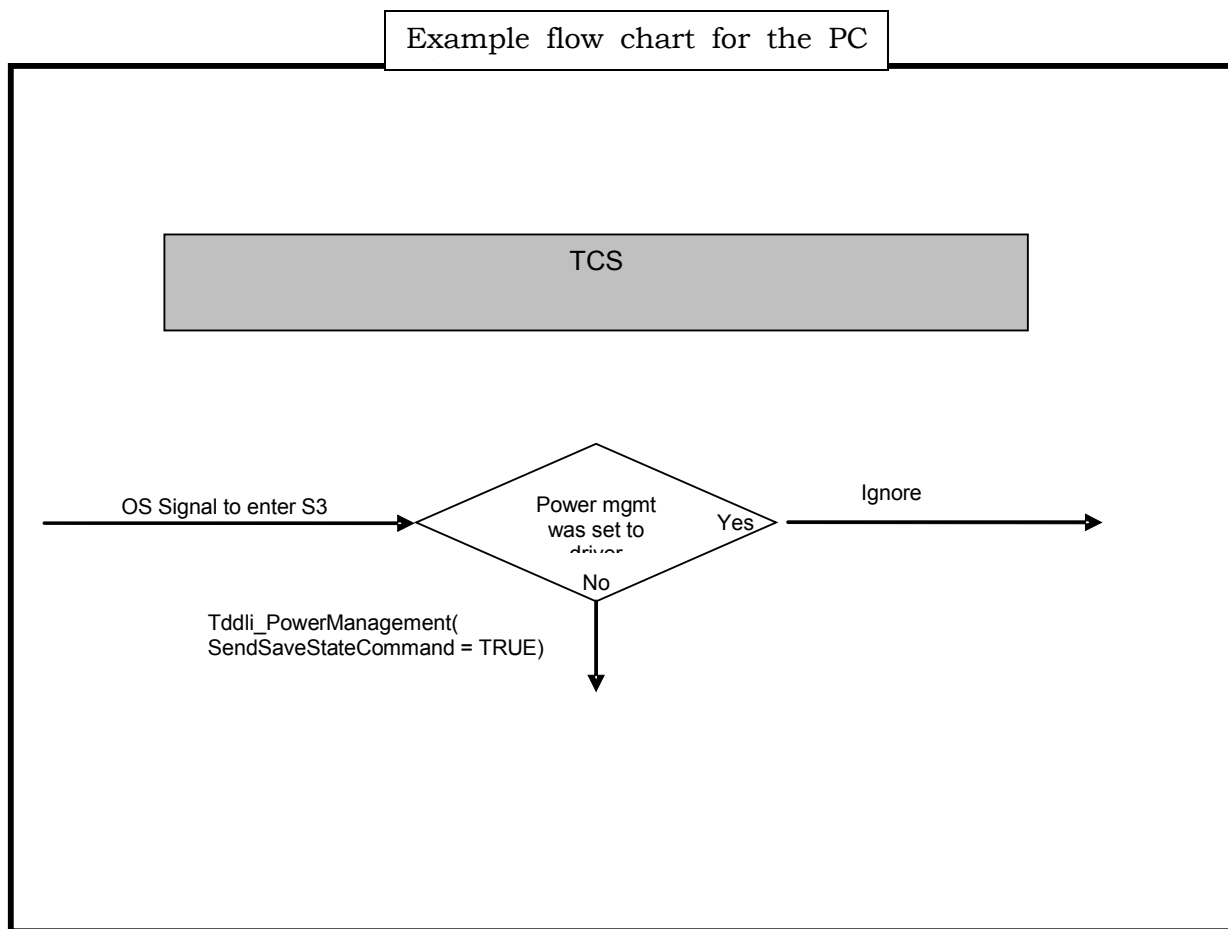 Example flow chart for the PC
TCS
OS Signal to enter S3
Power mgmt
was set to
driver
Yes
Ignore
No
Tddli_PowerManagement(
SendSaveStateCommand = TRUE)